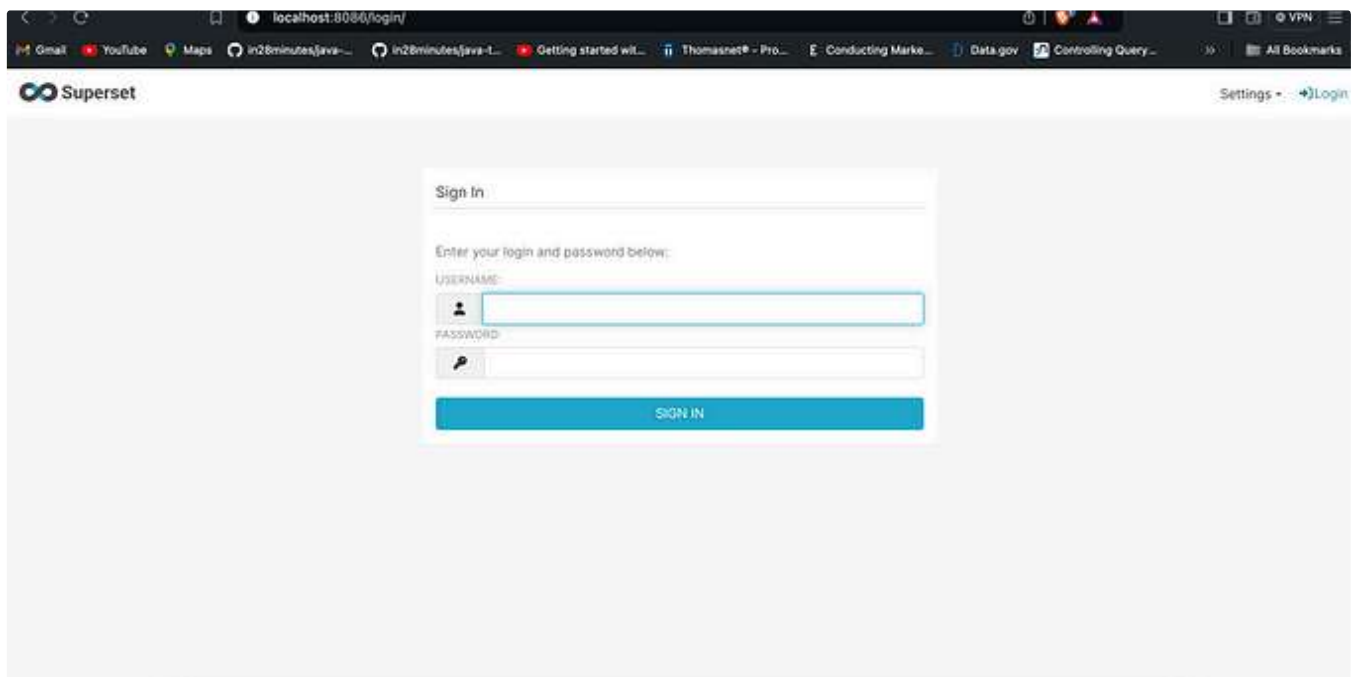 localhost:8086/login/
VPN
Gmail YouTube Maps in28minutes/java-... in28minutes/java-t... Getting started wit... Thomasnet® - Pro... Conducting Marke... Data.gov Controlling Query... » All Bookmarks
Superset
Settings Login
Sign In
Enter your login and password below:
USERNAME:
PASSWORD:
SIGN IN